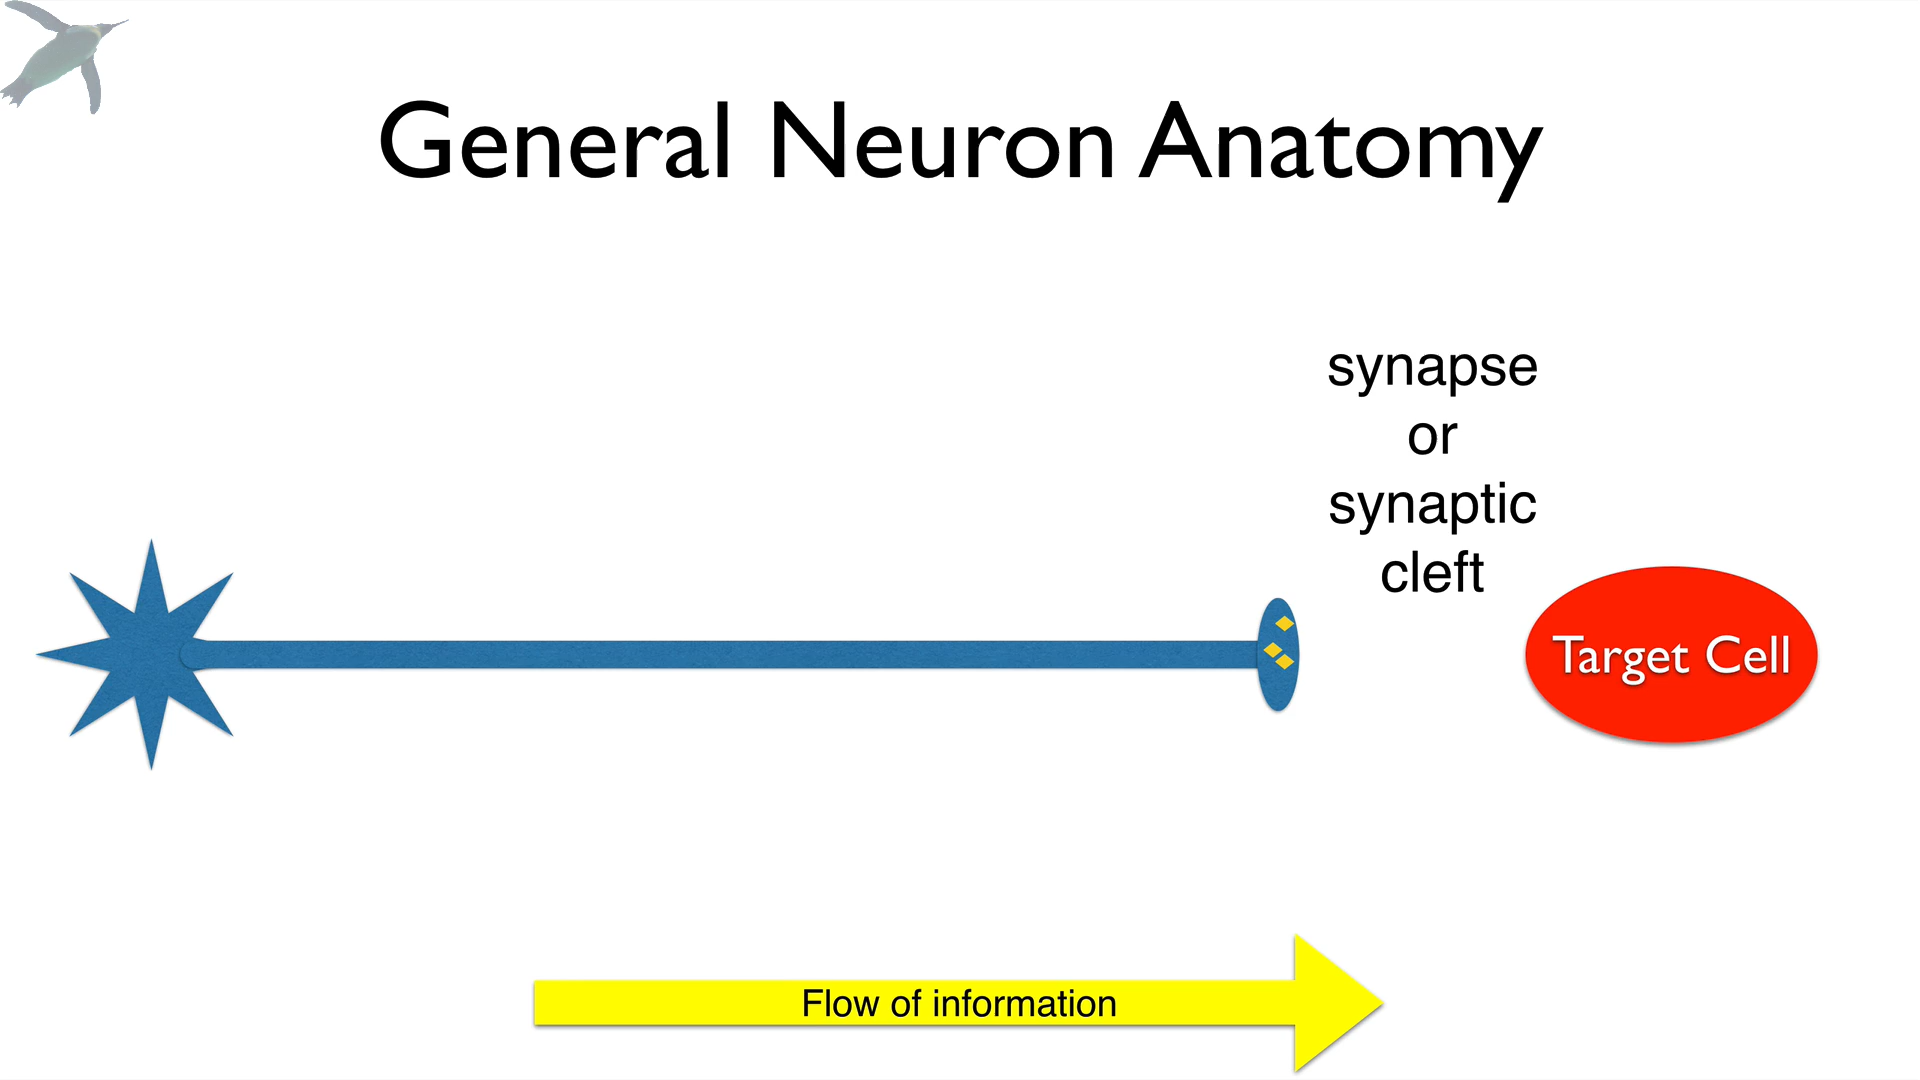 General Neuron Anatomy
synapse
or
synaptic
cleft
Target Cell
Flow of information